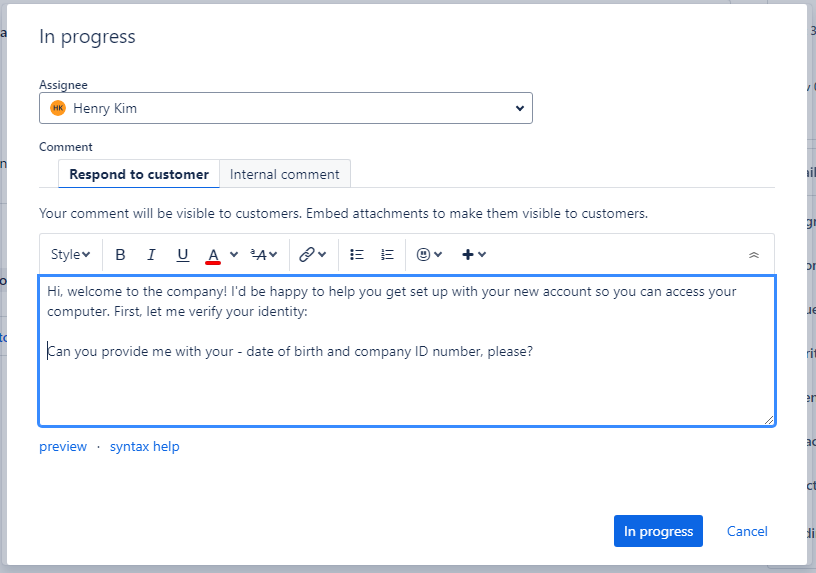 In progress
Assignee
HK Henry Kim
Comment
Respond to customer Internal comment
Your comment will be visible to customers. Embed attachments to make them visible to customers.
Style B I U A ᵃA
Hi, welcome to the company! I'd be happy to help you get set up with your new account so you can access your
computer. First, let me verify your identity:
Can you provide me with your - date of birth and company ID number, please?
preview · syntax help
In progress Cancel